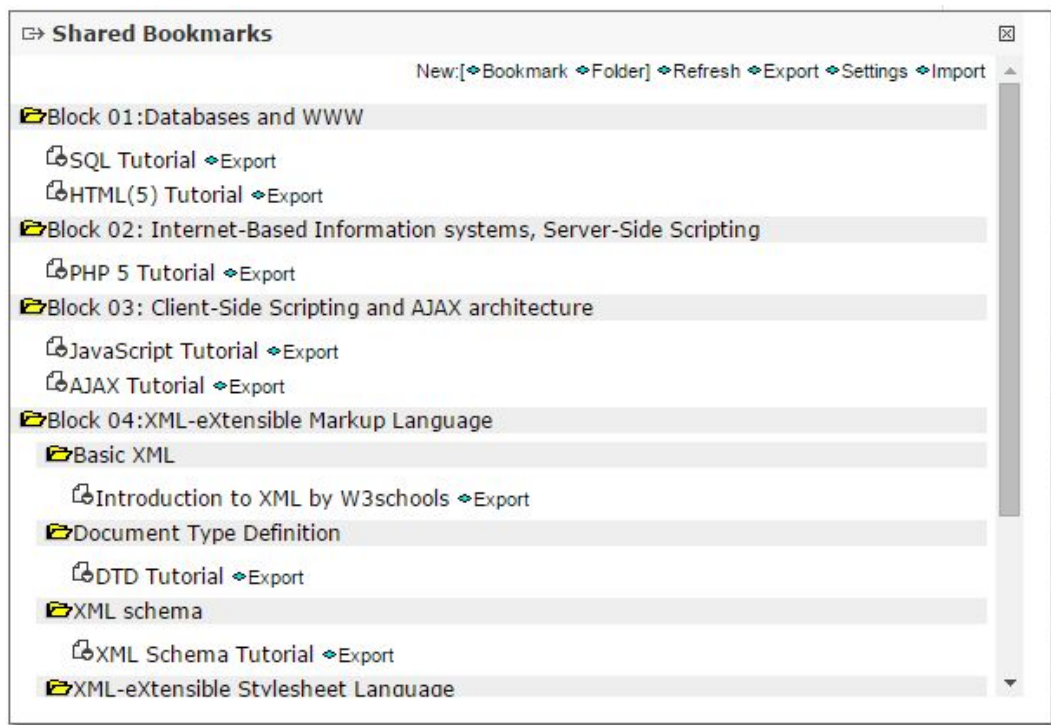 Shared Bookmarks
New:[Bookmark Folder] Refresh Export Settings Import
Block 01:Databases and WWW
SQL Tutorial Export
HTML(5) Tutorial Export
Block 02: Internet-Based Information systems, Server-Side Scripting
PHP 5 Tutorial Export
Block 03: Client-Side Scripting and AJAX architecture
JavaScript Tutorial Export
AJAX Tutorial Export
Block 04:XML-eXtensible Markup Language
Basic XML
Introduction to XML by W3schools Export
Document Type Definition
DTD Tutorial Export
XML schema
XML Schema Tutorial Export
XML-eXtensible Stylesheet Language